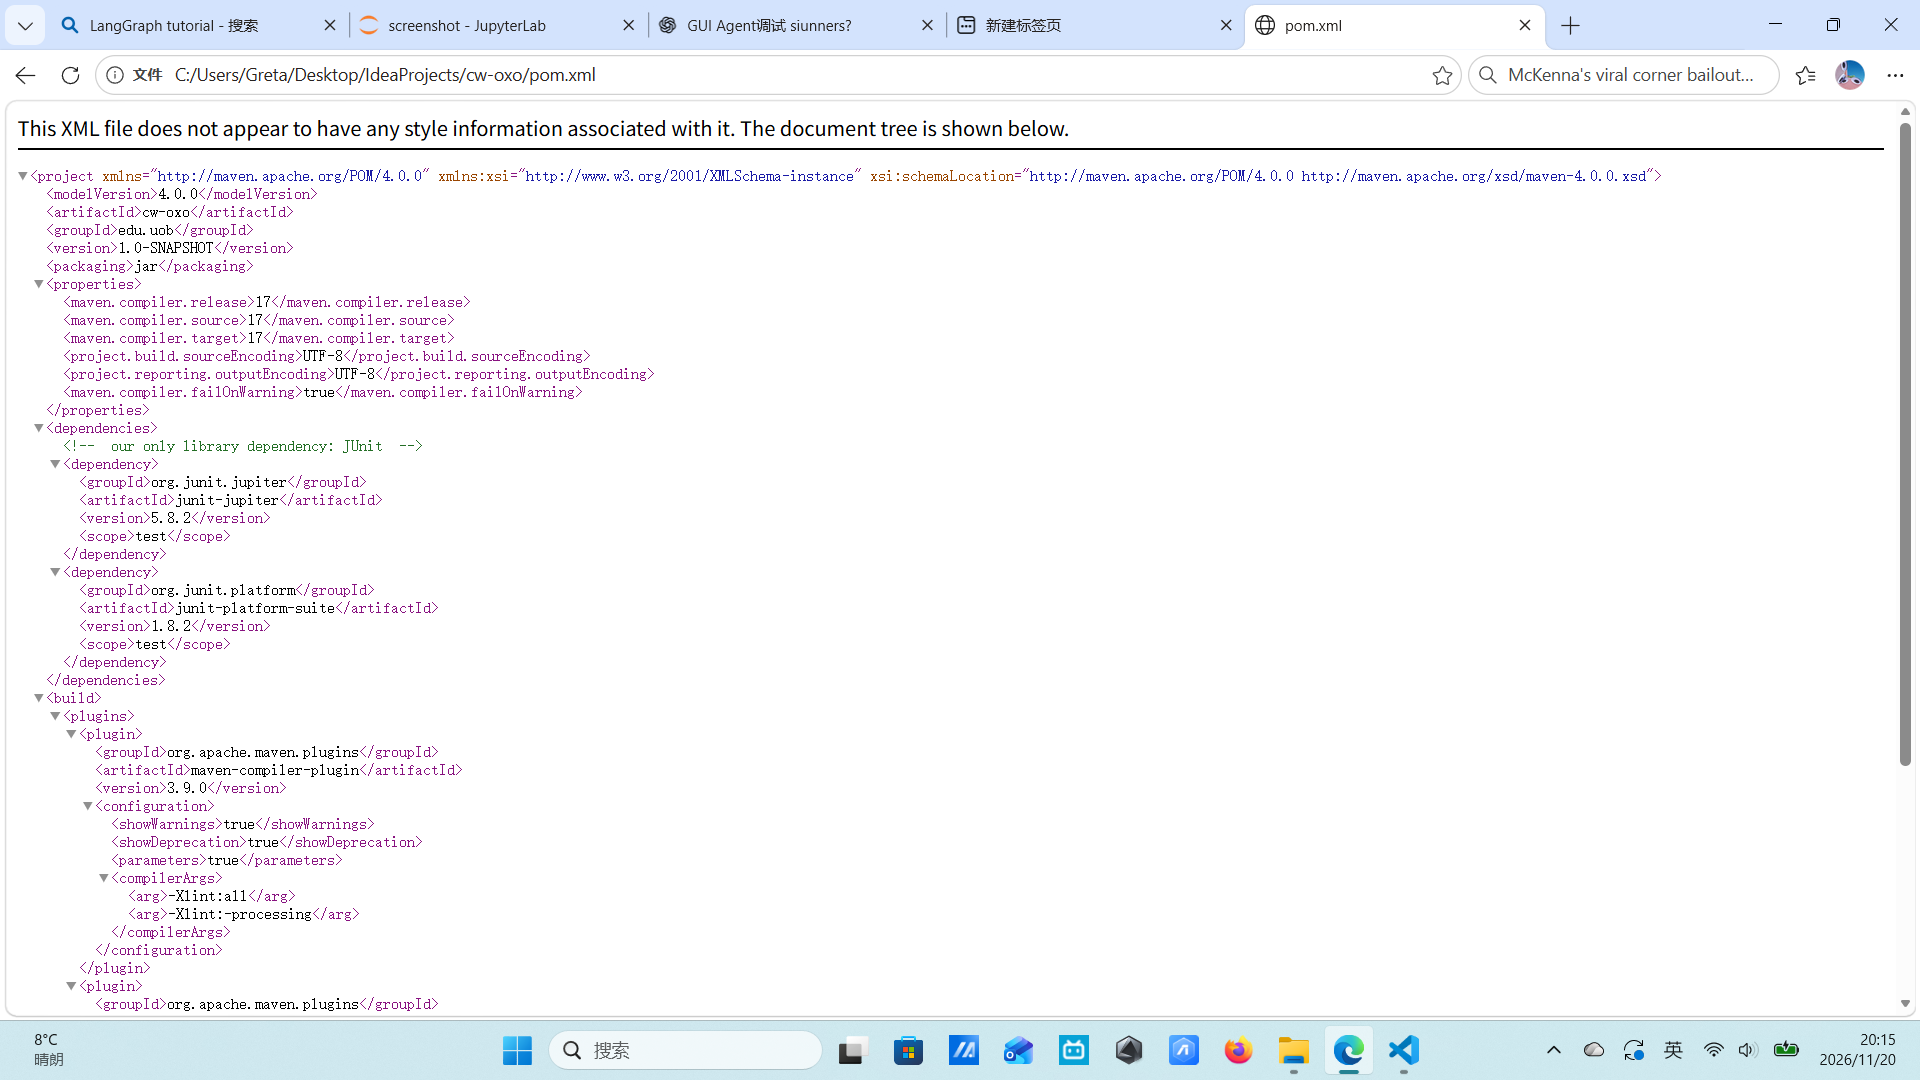 LangGraph tutorial - 搜索
screenshot - JupyterLab
GUI Agent调试 siunners?
新建标签页
pom.xml
文件 C:/Users/Greta/Desktop/IdeaProjects/cw-oxo/pom.xml
McKenna's viral corner bailout...
This XML file does not appear to have any style information associated with it. The document tree is shown below.
<project xmlns="http://maven.apache.org/POM/4.0.0" xmlns:xsi="http://www.w3.org/2001/XMLSchema-instance" xsi:schemaLocation="http://maven.apache.org/POM/4.0.0 http://maven.apache.org/xsd/maven-4.0.0.xsd">
<modelVersion>4.0.0</modelVersion>
<artifactId>cw-oxo</artifactId>
<groupId>edu.uob</groupId>
<version>1.0-SNAPSHOT</version>
<packaging>jar</packaging>
<properties>
<maven.compiler.release>17</maven.compiler.release>
<maven.compiler.source>17</maven.compiler.source>
<maven.compiler.target>17</maven.compiler.target>
<project.build.sourceEncoding>UTF-8</project.build.sourceEncoding>
<project.reporting.outputEncoding>UTF-8</project.reporting.outputEncoding>
<maven.compiler.failOnWarning>true</maven.compiler.failOnWarning>
</properties>
<dependencies>
<!-- our only library dependency: JUnit -->
<dependency>
<groupId>org.junit.jupiter</groupId>
<artifactId>junit-jupiter</artifactId>
<version>5.8.2</version>
<scope>test</scope>
</dependency>
<dependency>
<groupId>org.junit.platform</groupId>
<artifactId>junit-platform-suite</artifactId>
<version>1.8.2</version>
<scope>test</scope>
</dependency>
</dependencies>
<build>
<plugins>
<plugin>
<groupId>org.apache.maven.plugins</groupId>
<artifactId>maven-compiler-plugin</artifactId>
<version>3.9.0</version>
<configuration>
<showWarnings>true</showWarnings>
<showDeprecation>true</showDeprecation>
<parameters>true</parameters>
<compilerArgs>
<arg>-Xlint:all</arg>
<arg>-Xlint:-processing</arg>
</compilerArgs>
</configuration>
</plugin>
<plugin>
<groupId>org.apache.maven.plugins</groupId>
8°C
晴朗
搜索
英
20:15
2026/11/20